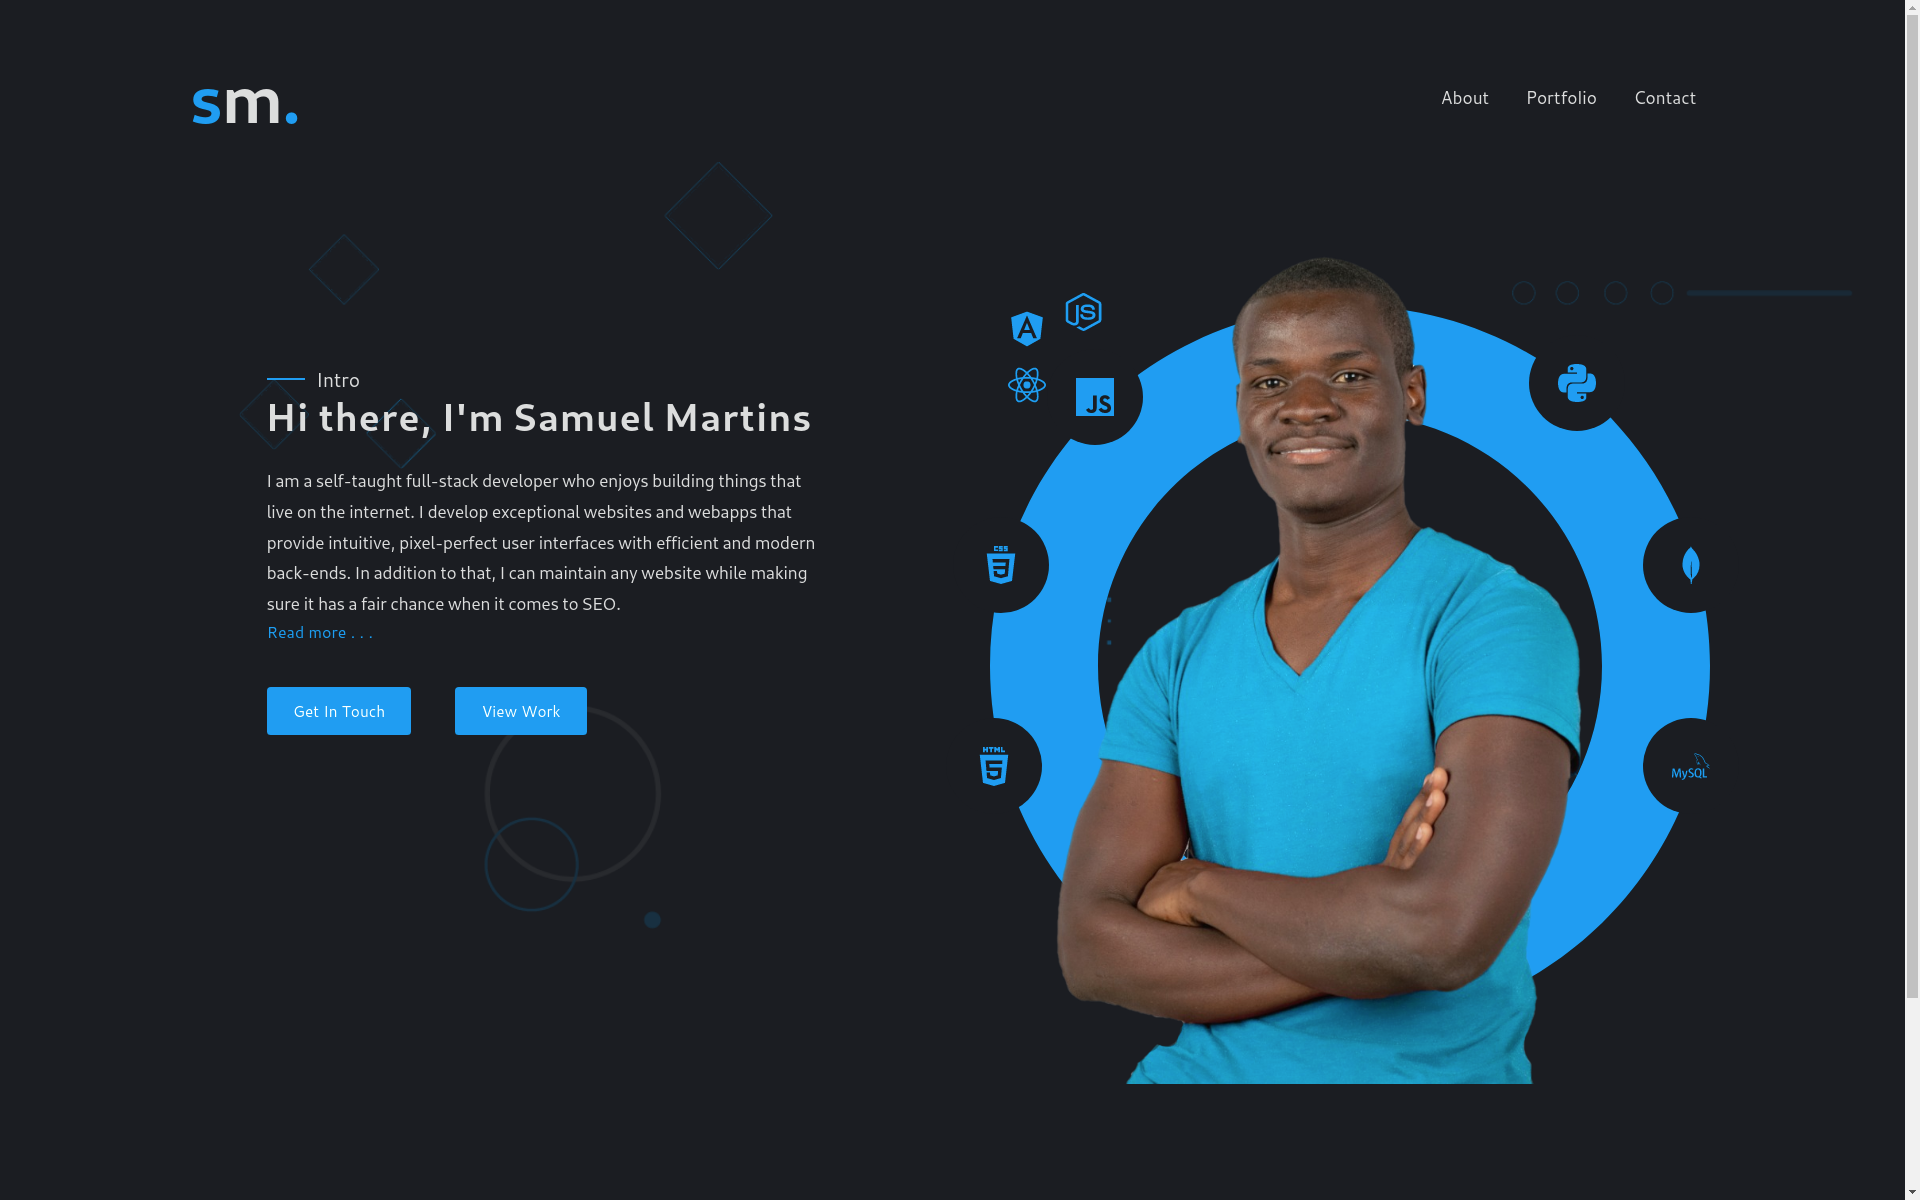 sm.
About Portfolio Contact
Intro
Hi there, I'm Samuel Martins
I am a self-taught full-stack developer who enjoys building things that
live on the internet. I develop exceptional websites and webapps that
provide intuitive, pixel-perfect user interfaces with efficient and modern
back-ends. In addition to that, I can maintain any website while making
sure it has a fair chance when it comes to SEO.
Read more . . .
Get In Touch
View Work
JS
A
JS
CSS
3
HTML
5
MySQL